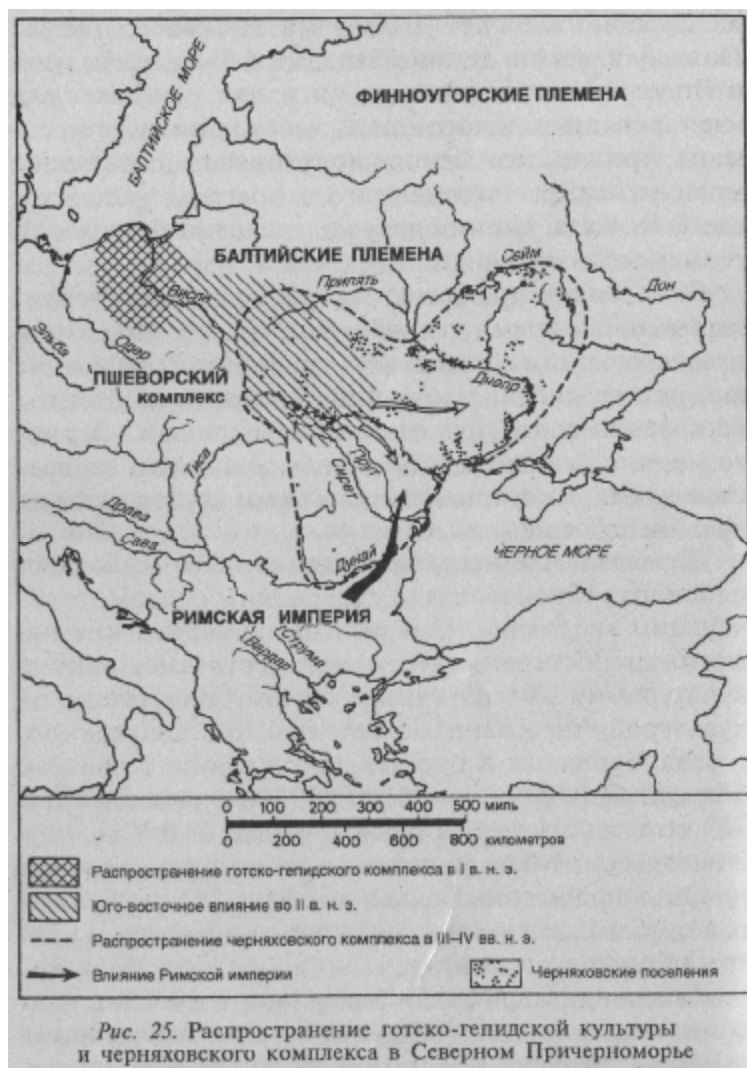 БАЛТИЙСКОЕ МОРЕ
ФИННОУГОРСКИЕ ПЛЕМЕНА
БАЛТИЙСКИЕ ПЛЕМЕНА
Сейм
Припять
Дон
Висла
Эльба
Одер
Днепр
ПШЕВОРСКИЙ
комплекс
Прут
Сирет
Драва
Сава
Дунай
ЧЕРНОЕ МОРЕ
РИМСКАЯ ИМПЕРИЯ
Струма
Вардар
0 100 200 300 400 500 миль
0 200 400 600 800 километров
Распространение готско-гепидского комплекса в I в. н. э.
Юго-восточное влияние во II в. н. э.
Распространение черняховского комплекса в III–IV вв. н. э.
Влияние Римской империи
Черняховские поселения
Рис. 25. Распространение готско-гепидской культуры
и черняховского комплекса в Северном Причерноморье